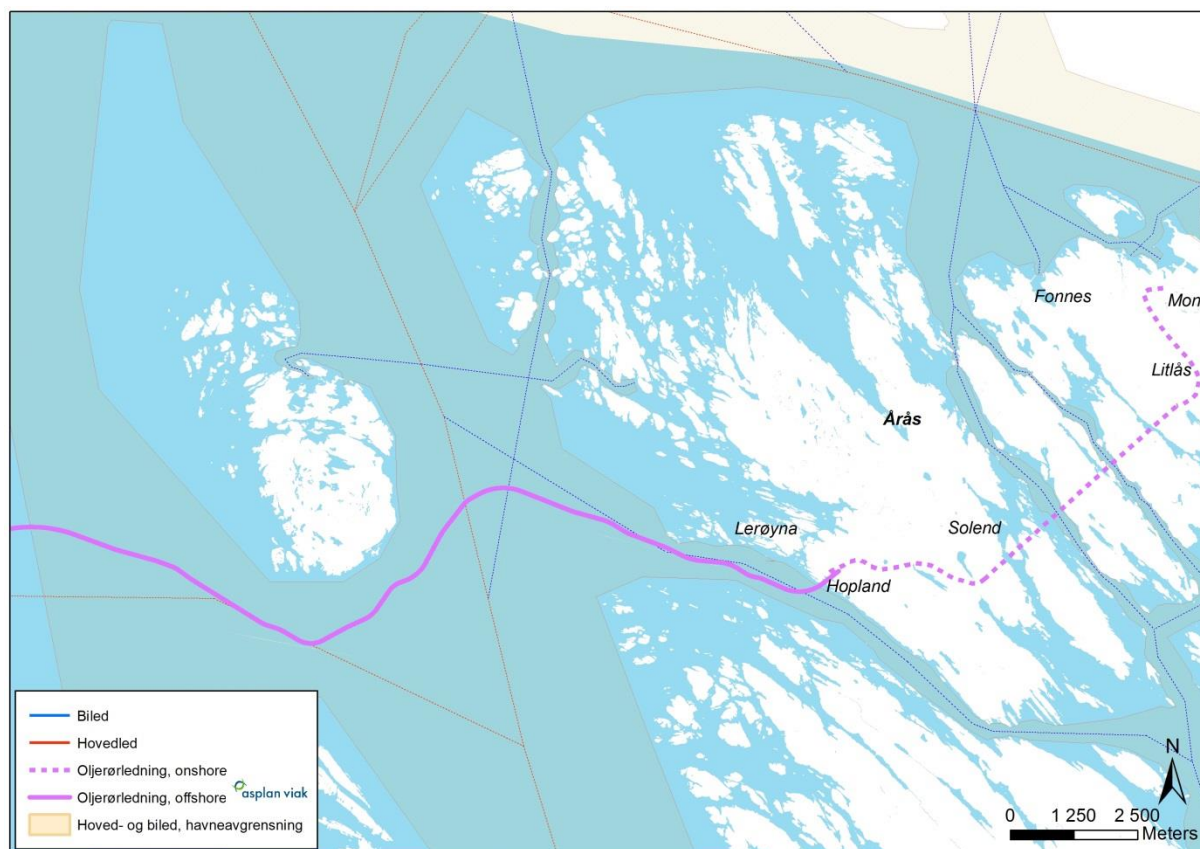 Fonnes
Mon
Litlås
Årås
Lerøyna
Solend
Hopland
Biled
Hovedled
Oljerørledning, onshore
Oljerørledning, offshore
asplan viak
Hoved- og biled, havneavgrensning
N
0 1 250 2 500
Meters